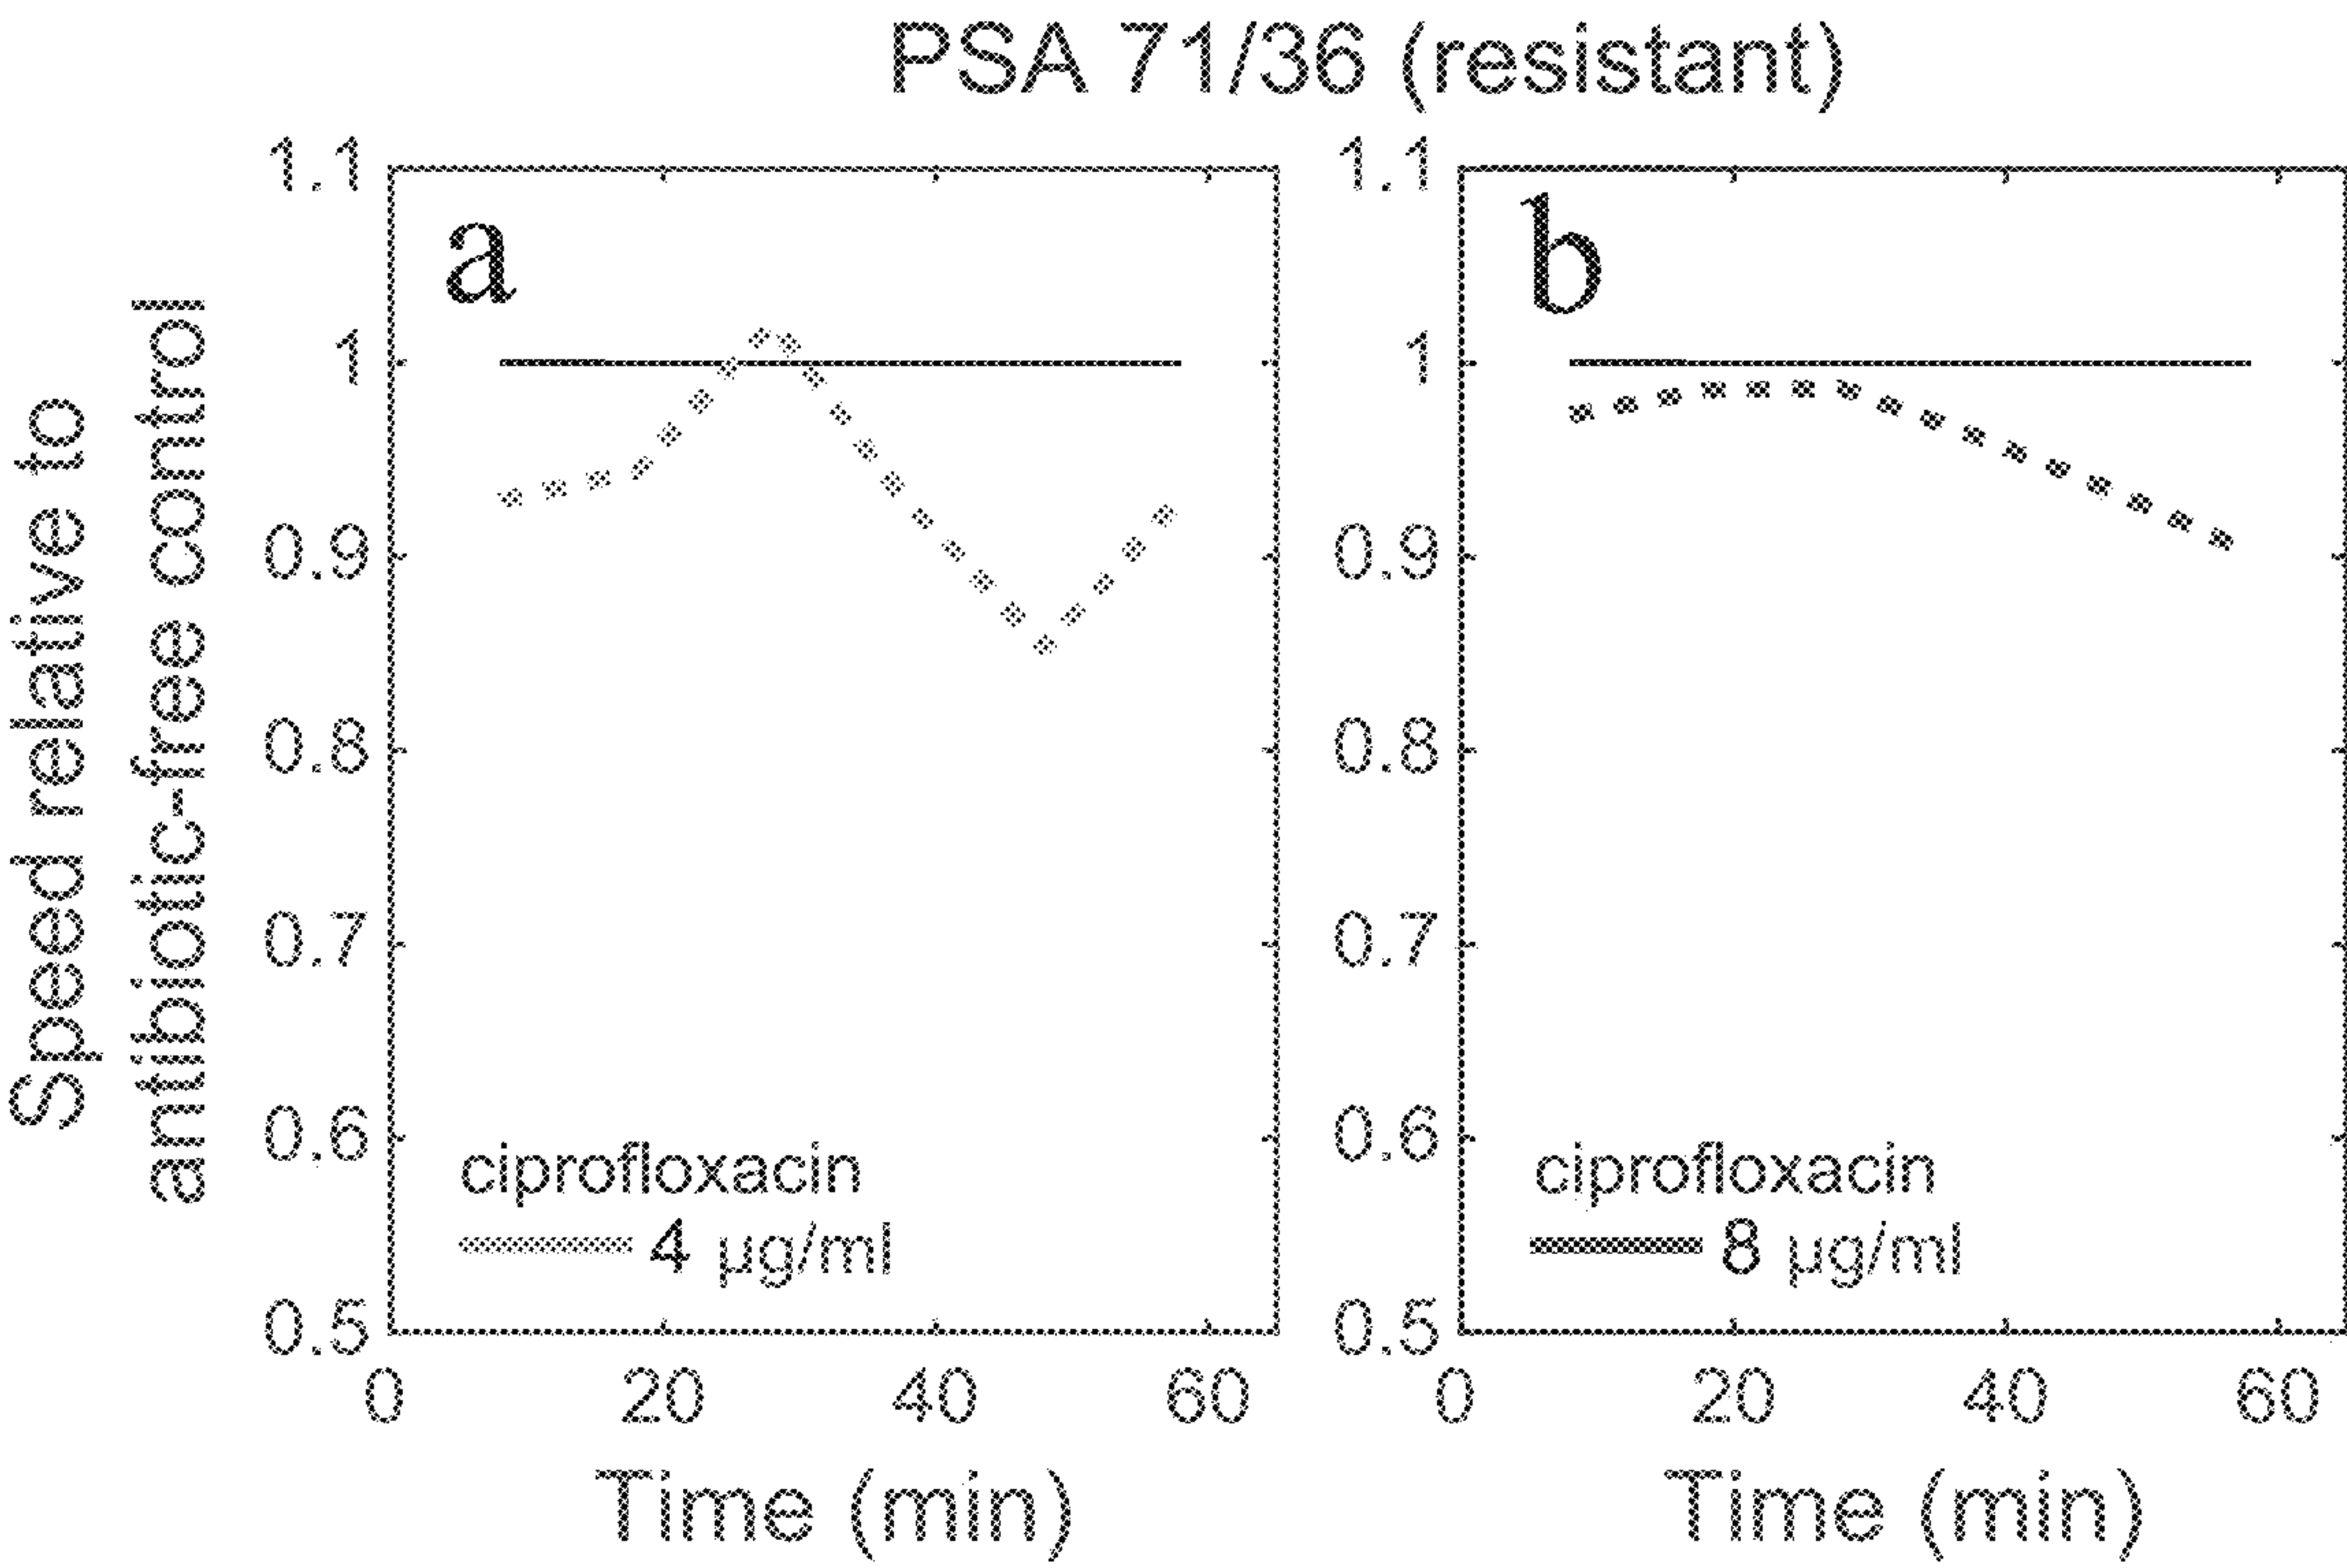 PSA 71/36 (resistant)
Speed relative to
antibiotic-free control
a
1.1
1
0.9
0.8
0.7
0.6
0.5
ciprofloxacin
4 µg/ml
0 20 40 60
Time (min)
b
1.1
1
0.9
0.8
0.7
0.6
0.5
ciprofloxacin
8 µg/ml
0 20 40 60
Time (min)